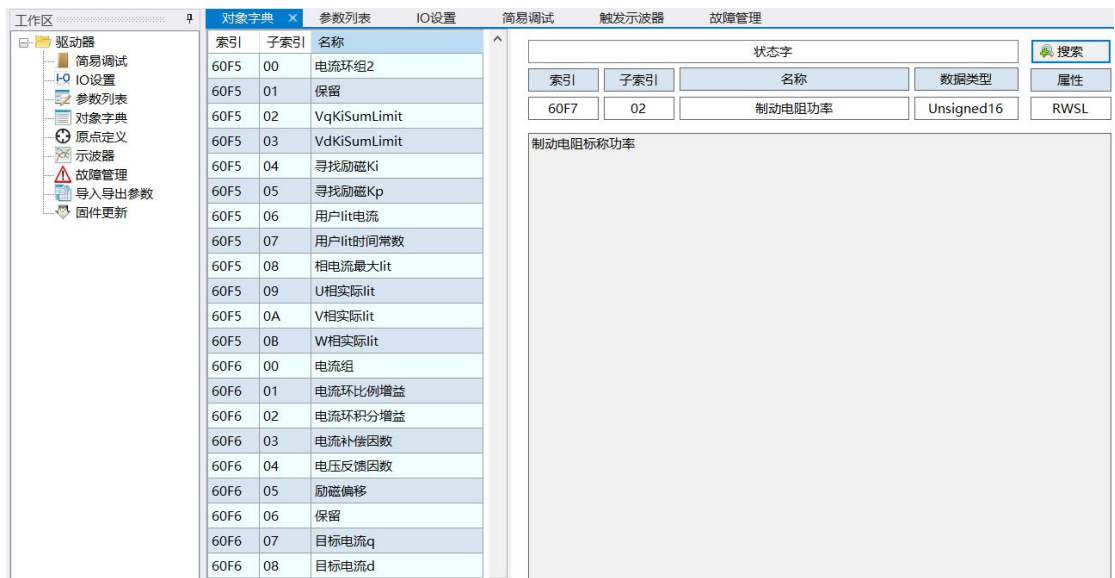 工作区
驱动器
简易调试
I-O IO设置
参数列表
对象字典
原点定义
示波器
故障管理
导入导出参数
固件更新
对象字典 × 参数列表 IO设置 简易调试 触发示波器 故障管理
索引 子索引 名称
60F5 00 电流环组2
60F5 01 保留
60F5 02 VqKiSumLimit
60F5 03 VdKiSumLimit
60F5 04 寻找励磁Ki
60F5 05 寻找励磁Kp
60F5 06 用户Iit电流
60F5 07 用户Iit时间常数
60F5 08 相电流最大Iit
60F5 09 U相实际Iit
60F5 0A V相实际Iit
60F5 0B W相实际Iit
60F6 00 电流组
60F6 01 电流环比例增益
60F6 02 电流环积分增益
60F6 03 电流补偿因数
60F6 04 电压反馈因数
60F6 05 励磁偏移
60F6 06 保留
60F6 07 目标电流q
60F6 08 目标电流d
状态字 搜索
索引 子索引 名称 数据类型 属性
60F7 02 制动电阻功率 Unsigned16 RWSL
制动电阻标称功率